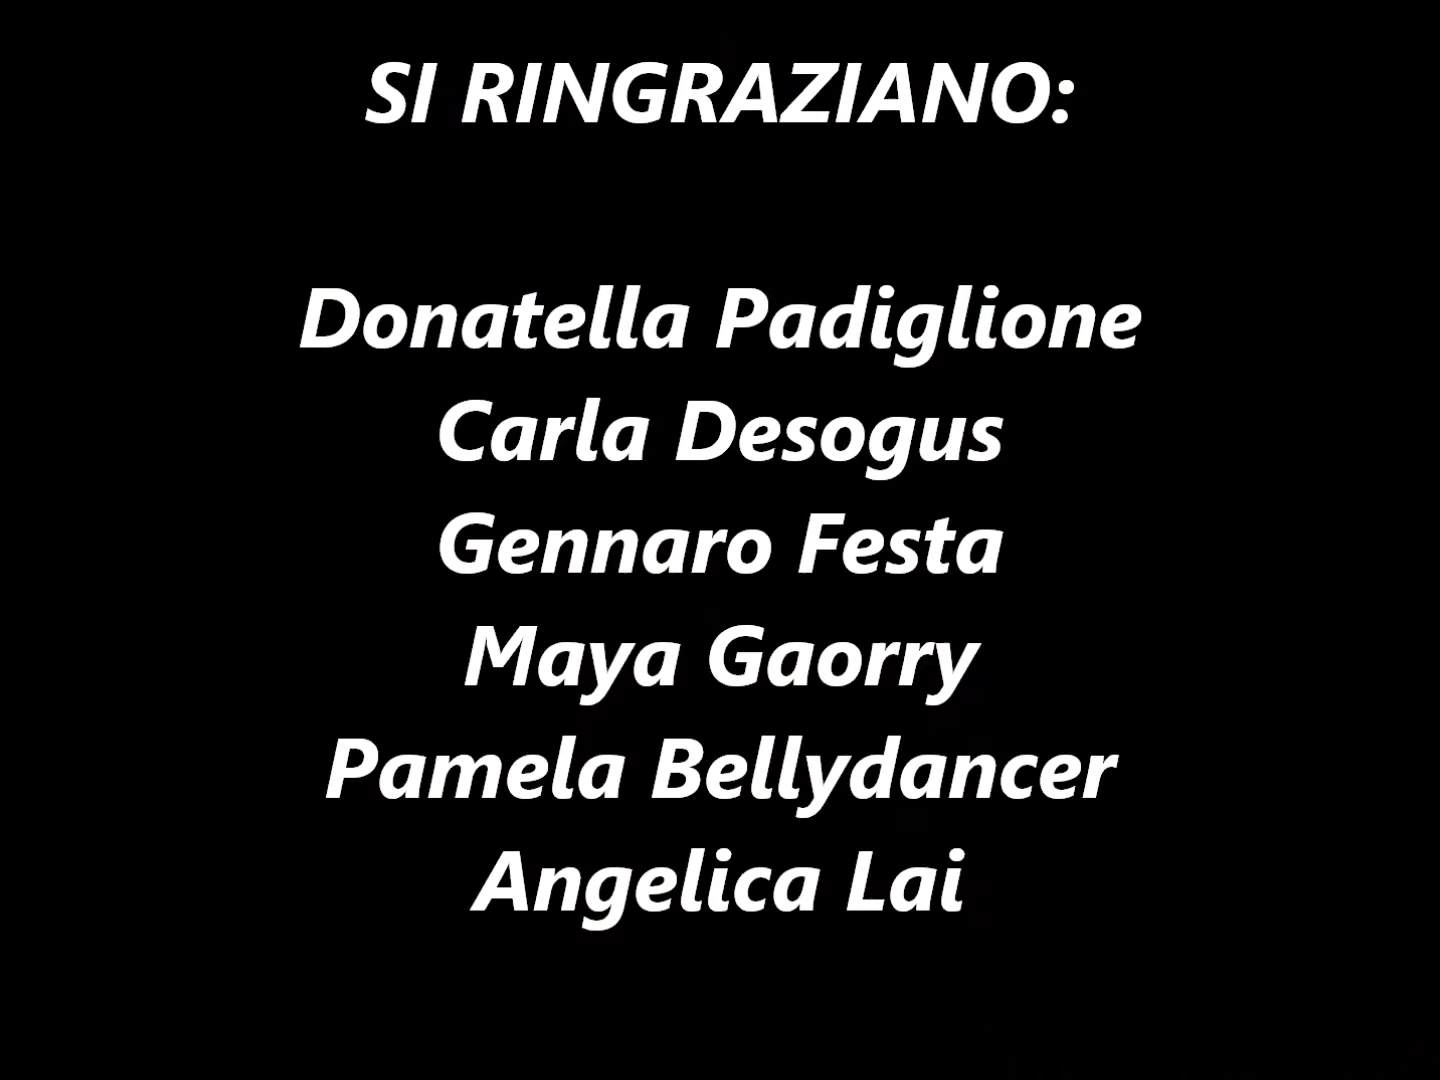 SI RINGRAZIANO:
Donatella Padiglione
Carla Desogus
Gennaro Festa
Maya Gaorry
Pamela Bellydancer
Angelica Lai